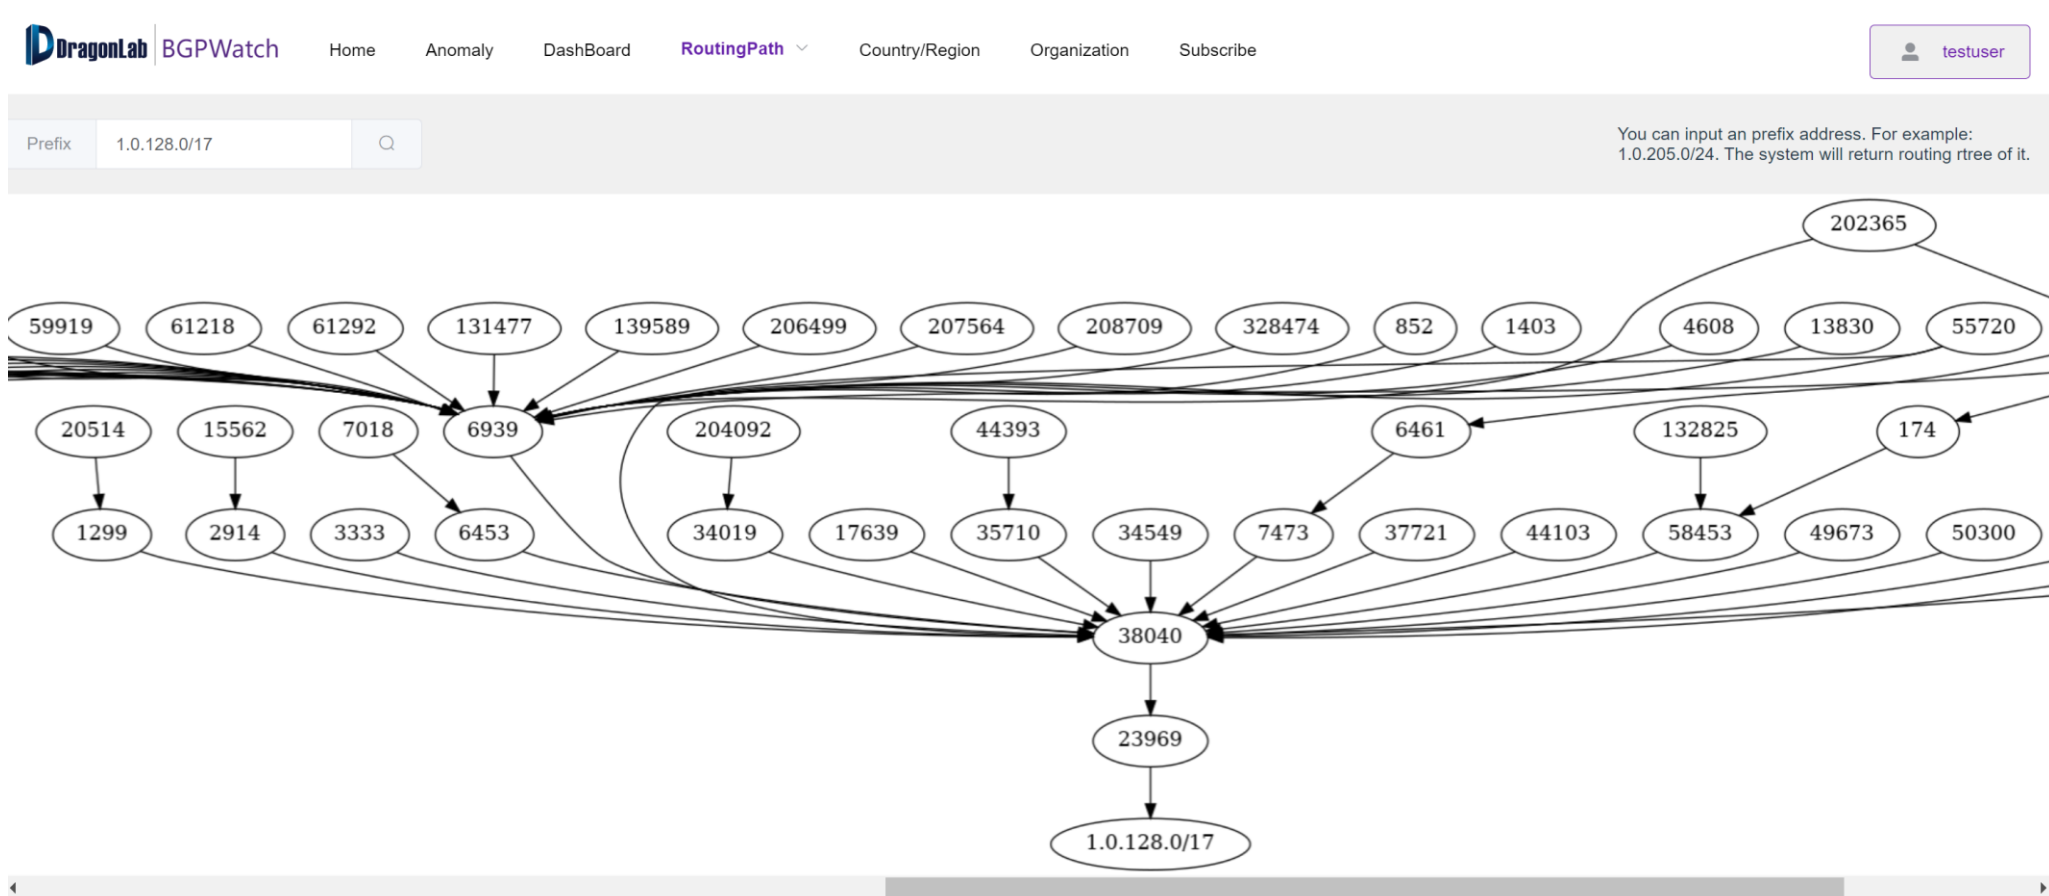 DragonLab BGPWatch Home Anomaly DashBoard RoutingPath Country/Region Organization Subscribe testuser
Prefix 1.0.128.0/17
You can input an prefix address. For example:
1.0.205.0/24. The system will return routing rtree of it.
202365
59919 61218 61292 131477 139589 206499 207564 208709 328474 852 1403 4608 13830 55720
20514 15562 7018 6939 204092 44393 6461 132825 174
1299 2914 3333 6453 34019 17639 35710 34549 7473 37721 44103 58453 49673 50300
38040
23969
1.0.128.0/17